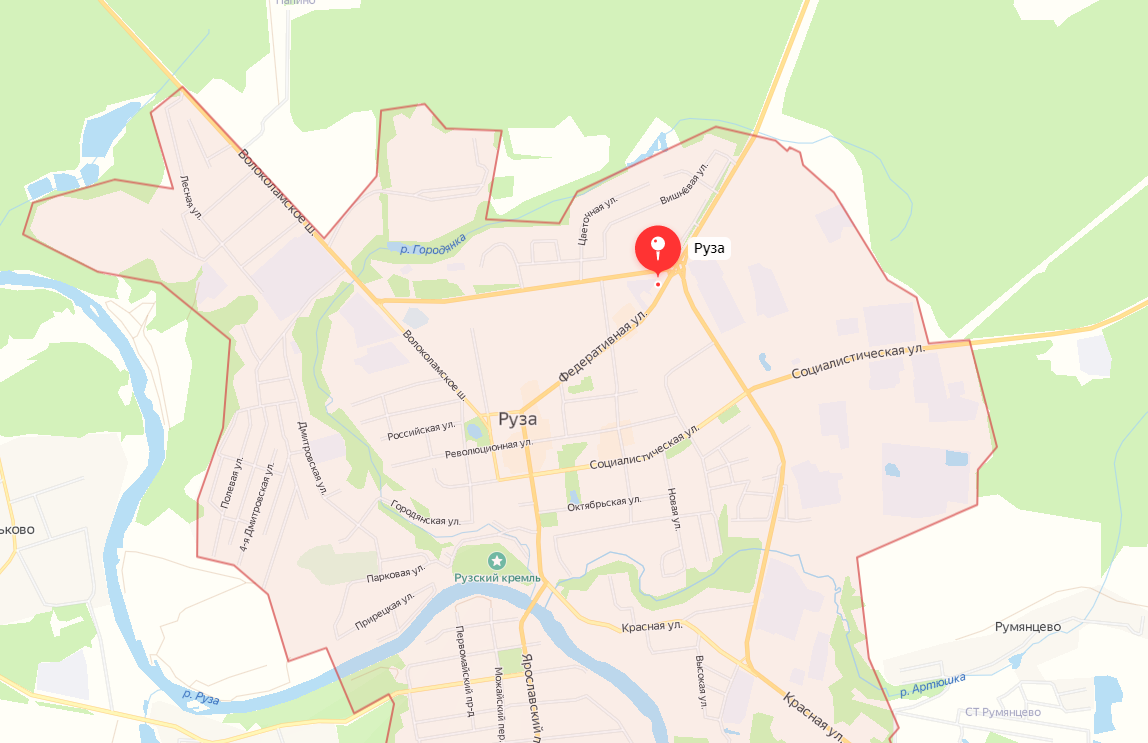 Папино
Волоколамское ш.
Лесная ул.
Вишнёвая ул.
Цветочная ул.
р. Городянка
Руза
Федеративная ул.
Волоколамское ш.
Социалистическая ул.
Руза
Российская ул.
Революционная ул.
Социалистическая ул.
Дмитровская ул.
Полевая ул.
4-я Дмитровская ул.
Октябрьская ул.
Новая ул.
Городянская ул.
ьково
Рузский кремль
Парковая ул.
Прирецкая ул.
Красная ул.
Румянцево
Первомайский пр-д
Можайский пер.
Ярославский п
Высокая ул.
р. Руза
р. Артюшка
Красная ул.
СТ Румянцево